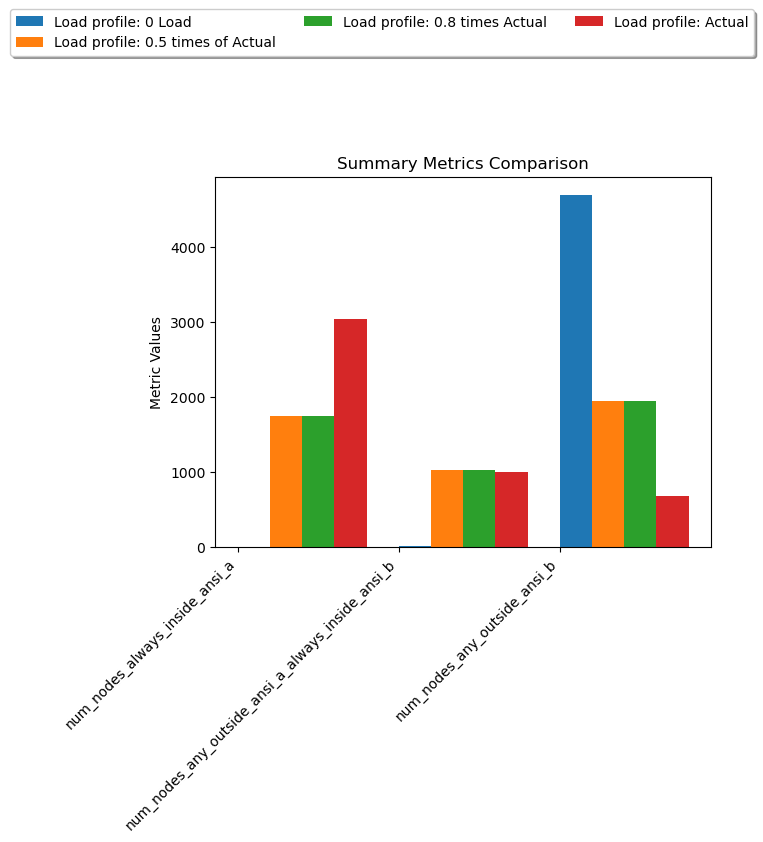 Load profile: 0 Load
Load profile: 0.5 times of Actual
Load profile: 0.8 times Actual
Load profile: Actual
Summary Metrics Comparison
Metric Values
4000
3000
2000
1000
0
num_nodes_always_inside_ansi_a
num_nodes_any_outside_ansi_a_always_inside_ansi_b
num_nodes_any_outside_ansi_b